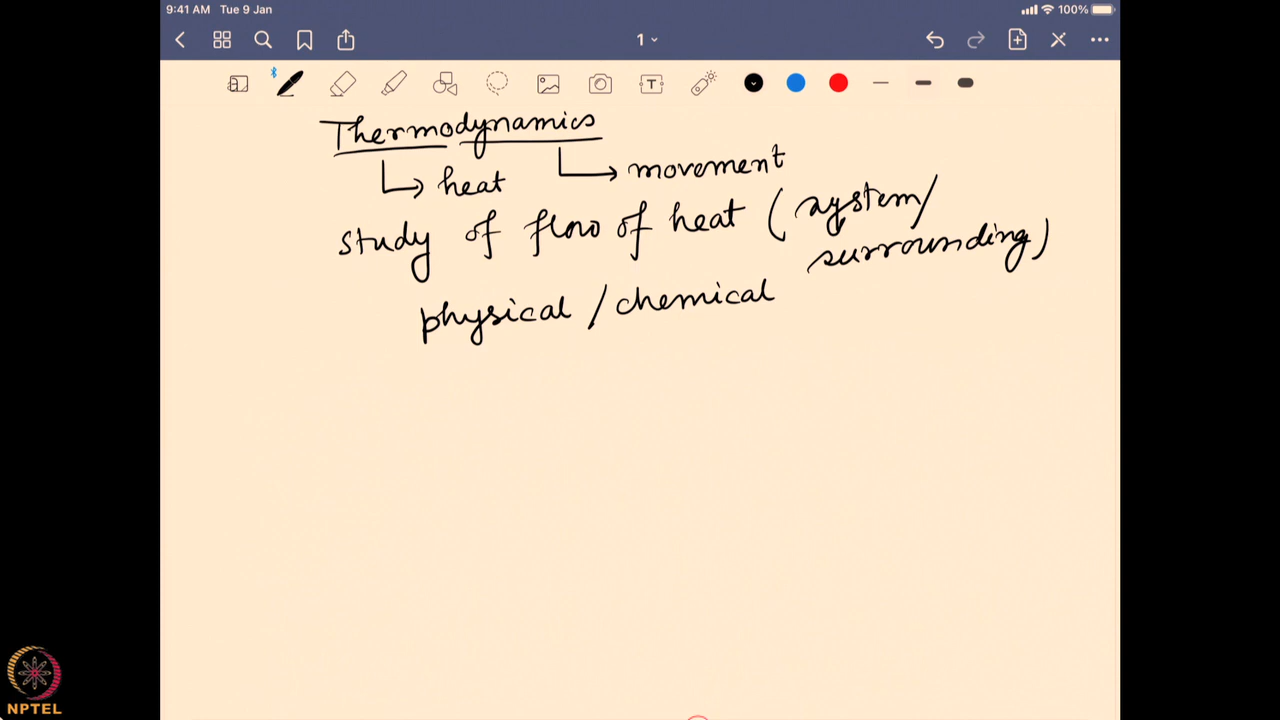 9:41 AM Tue 9 Jan
100%
1
T
Thermodynamics
heat
movement
study of flow of heat (system/
surrounding)
physical / chemical
NPTEL